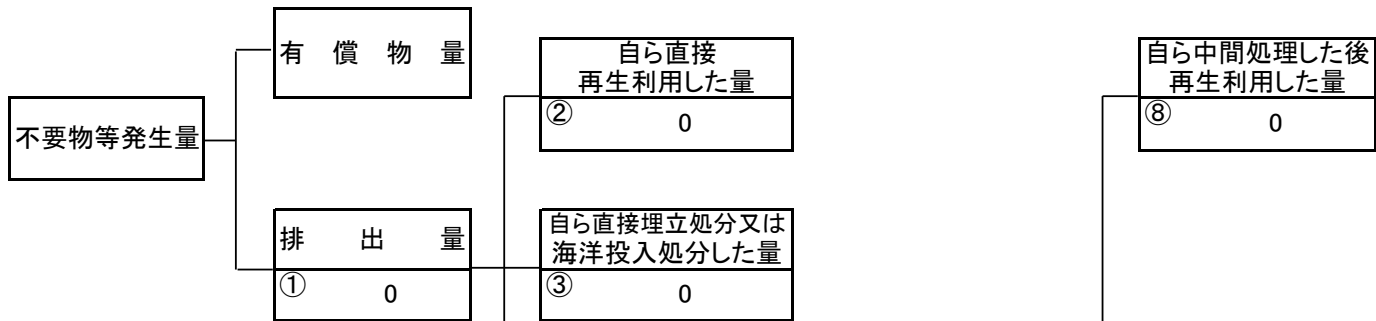 有償物量
自ら直接
再生利用した量
② 0
自ら中間処理した後
再生利用した量
⑧ 0
不要物等発生量
排出量
① 0
自ら直接埋立処分又は
海洋投入処分した量
③ 0